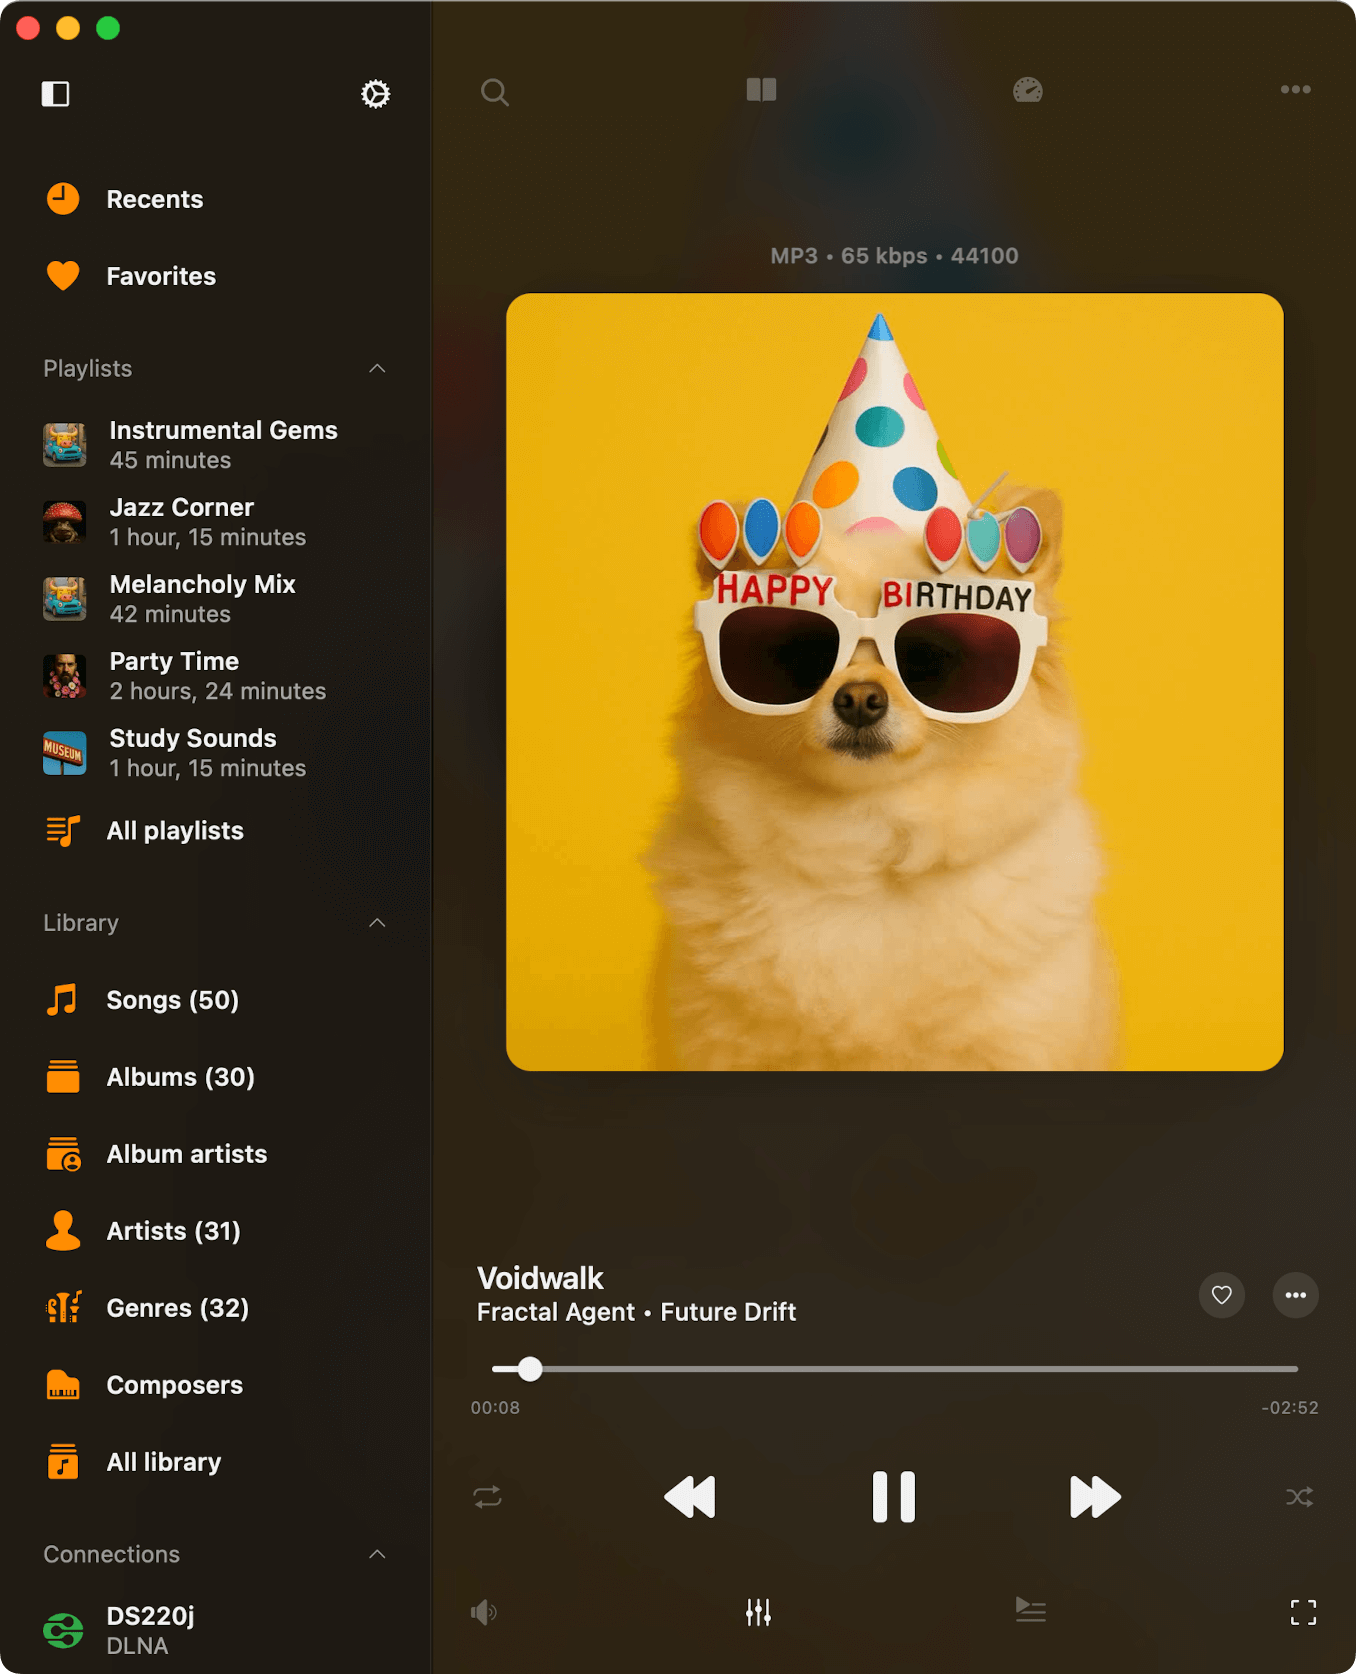 Recents
Favorites
Playlists
Instrumental Gems
45 minutes
Jazz Corner
1 hour, 15 minutes
Melancholy Mix
42 minutes
Party Time
2 hours, 24 minutes
MUSEUM
Study Sounds
1 hour, 15 minutes
All playlists
Library
Songs (50)
Albums (30)
Album artists
Artists (31)
Genres (32)
Composers
All library
Connections
DS220j
DLNA
MP3 • 65 kbps • 44100
HAPPY BIRTHDAY
Voidwalk
Fractal Agent • Future Drift
00:08
-02:52